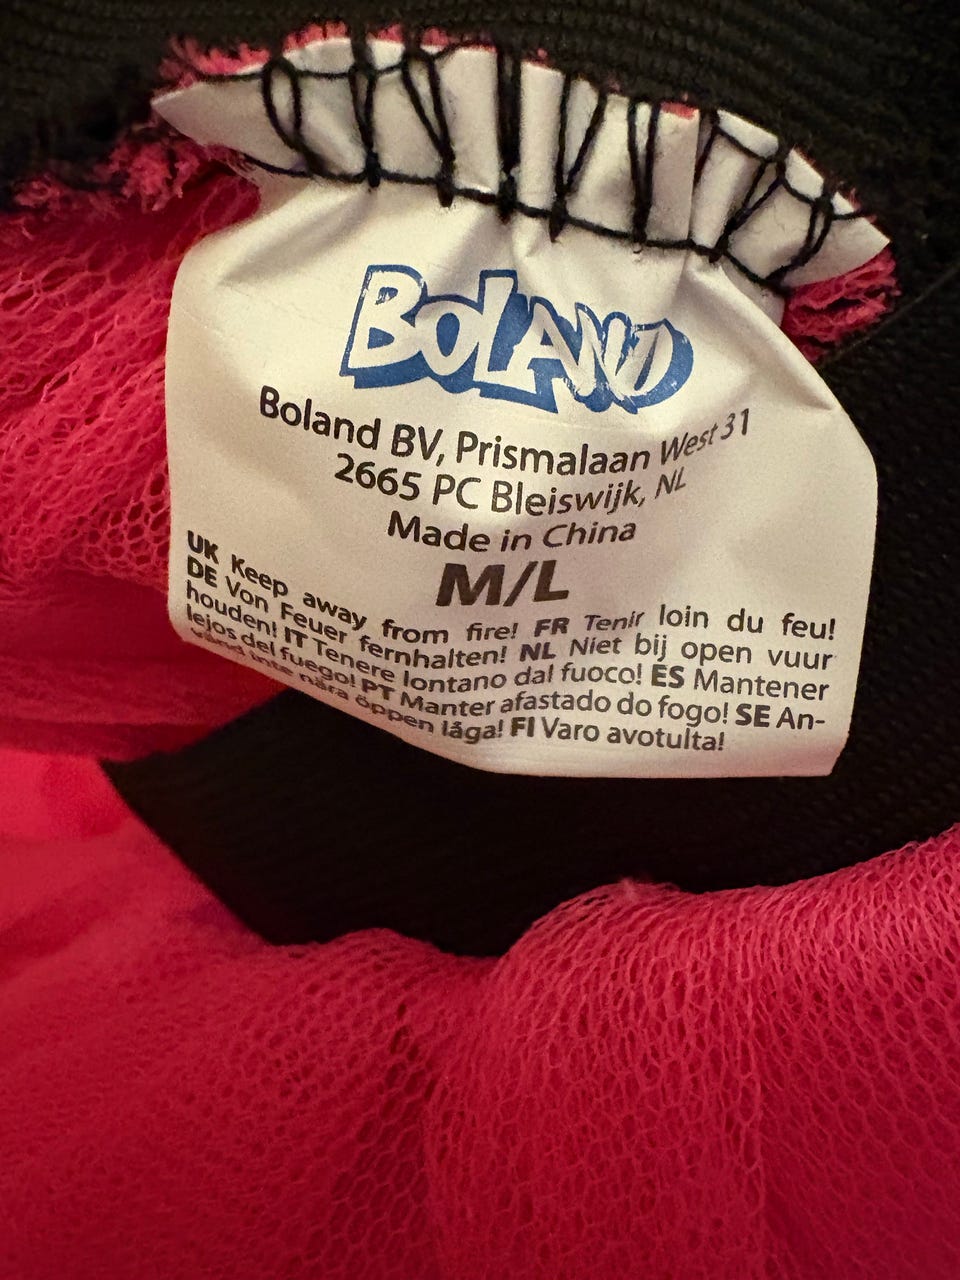 BOLAND
Boland BV, Prismalaan West 31
2665 PC Bleiswijk, NL
Made in China
M/L
UK Keep away from fire! FR Tenir loin du feu!
DE Von Feuer fernhalten! NL Niet bij open vuur
houden! IT Tenere lontano dal fuoco! ES Mantener
lejos del fuego! PT Manter afastado do fogo! SE An-
vänd inte nära öppen låga! FI Varo avotulta!